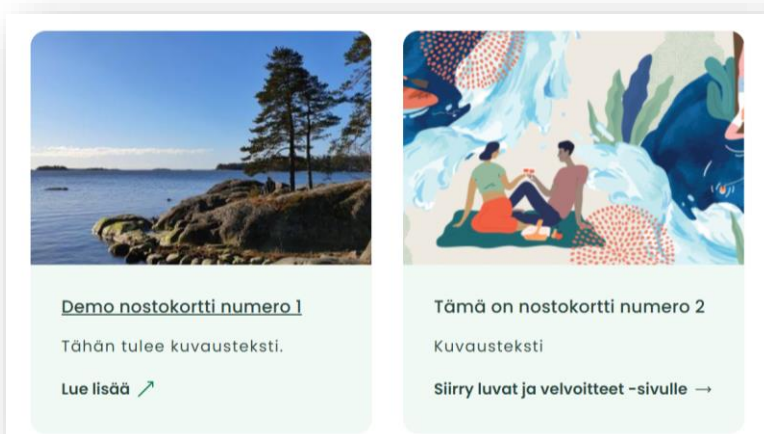 Demo nostokortti numero 1
Tähän tulee kuvausteksti.
Lue lisää ↗
Tämä on nostokortti numero 2
Kuvausteksti
Siirry luvat ja velvoitteet -sivulle →